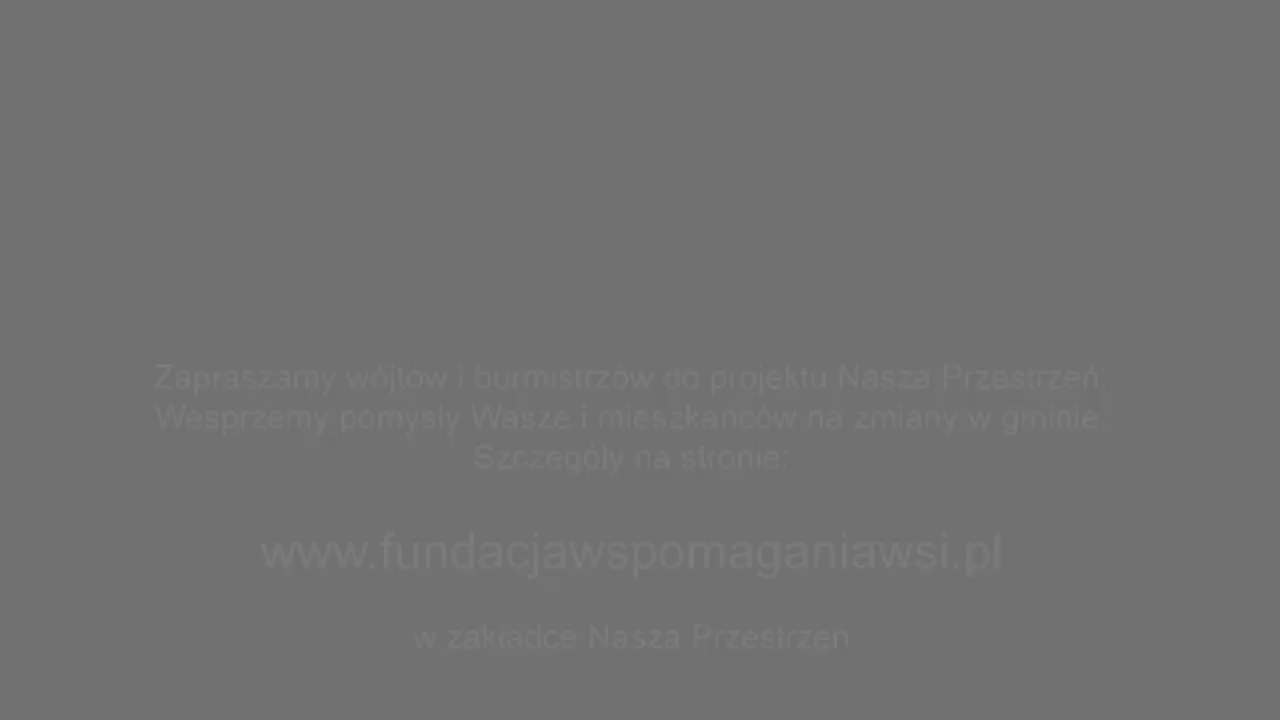 Zapraszamy wójtów i burmistrzów do projektu Nasza Przestrzeń.
Wesprzemy pomysły Wasze i mieszkańców na zmiany w gminie.
Szczegóły na stronie:
www.fundacjawspomaganiawsi.pl
w zakładce Nasza Przestrzeń